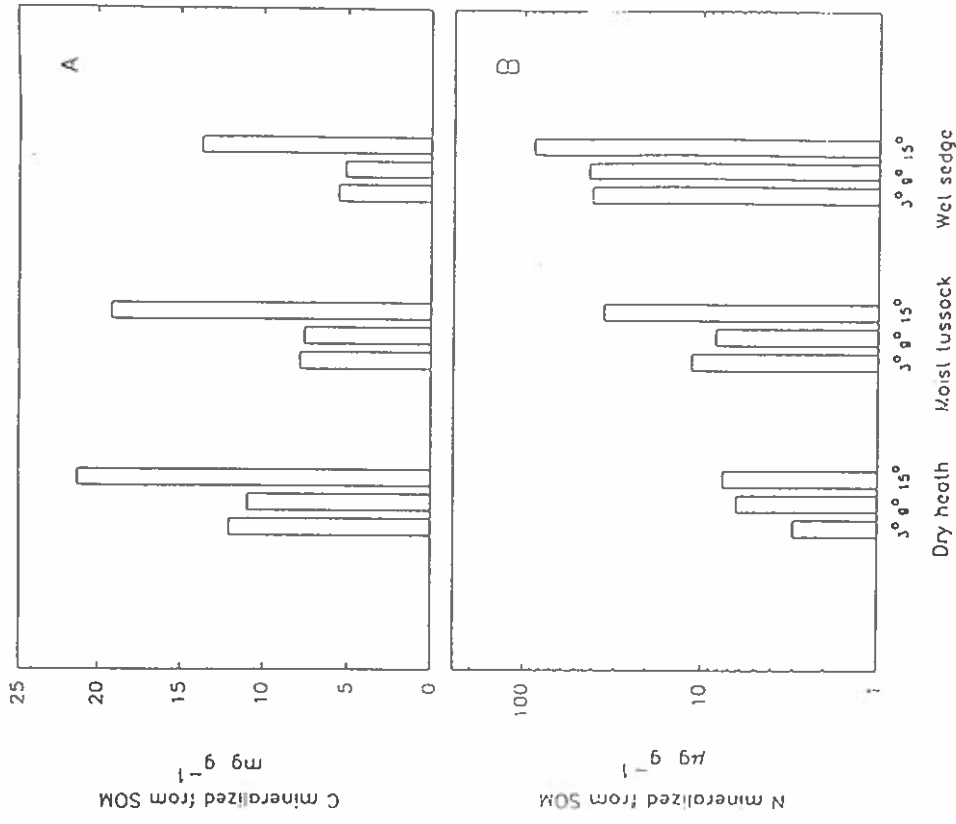 C mineralized from SOM
mg g⁻¹
25
20
15
10
5
0
A
N mineralized from SOM
µg g⁻¹
100
10
1
B
3° 9° 15°
3° 9° 15°
3° 9° 15°
Dry heath
Moist tussock
Wet sedge